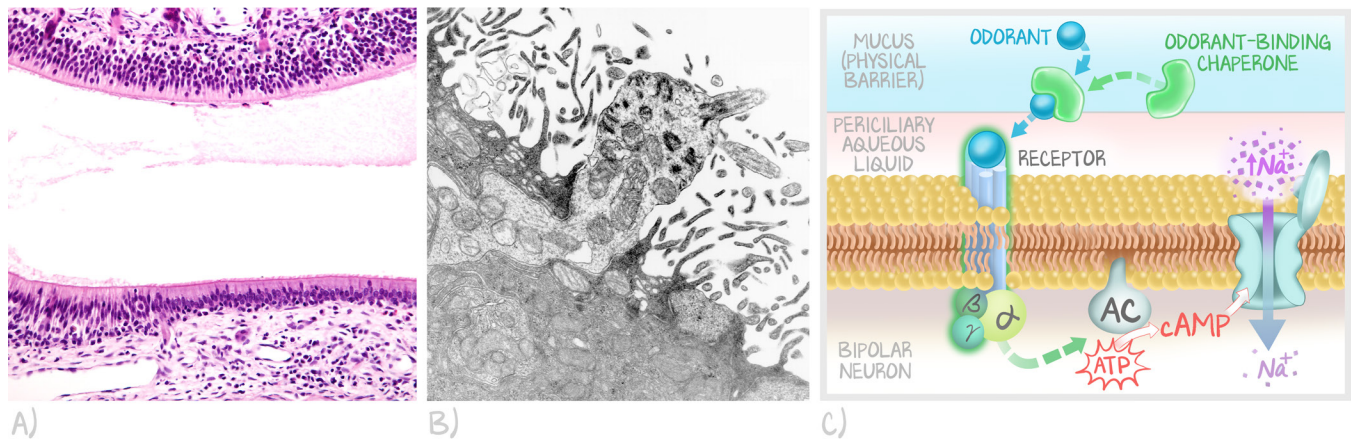 MUCUS
(PHYSICAL
BARRIER)
ODORANT
ODORANT-BINDING
CHAPERONE
PERICILIARY
AQUEOUS
LIQUID
RECEPTOR
↑Na+
β
γ
α
AC
cAMP
ATP
BIPOLAR
NEURON
Na+
A)
B)
C)